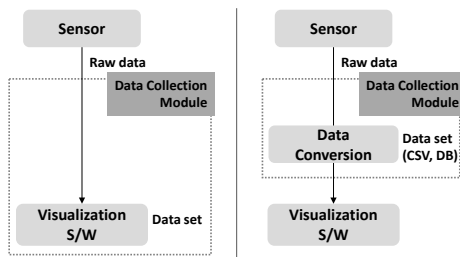 Sensor
Raw data
Data Collection
Module
Visualization
S/W
Data set
Sensor
Raw data
Data Collection
Module
Data
Conversion
Data set
(CSV, DB)
Visualization
S/W